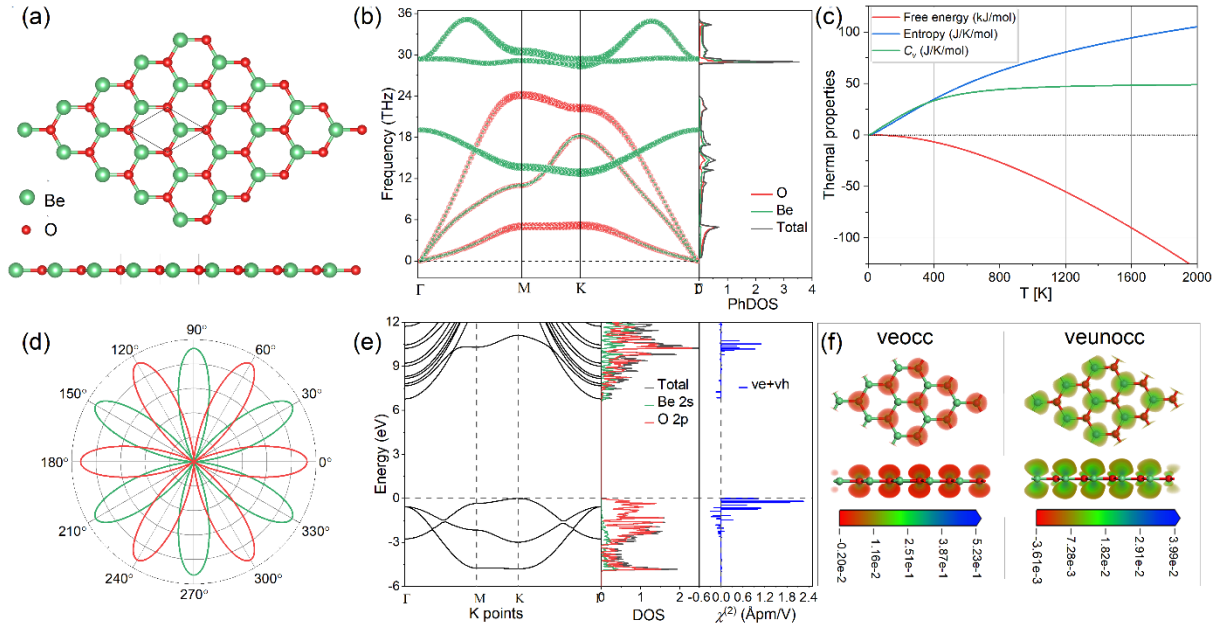 (a)
Be
O
(b)
Frequency (THz)
36
30
24
18
12
6
0
Γ
M
K
O
Be
Total
0 1 2 3 4
PhDOS
(c)
Free energy (kJ/mol)
Entropy (J/K/mol)
Cᵥ (J/K/mol)
Thermal properties
100
50
0
-50
-100
0 400 800 1200 1600 2000
T [K]
(d)
90°
120° 60°
150° 30°
180° 0°
210° 330°
240° 300°
270°
(e)
Energy (eV)
12
9
6
3
0
-3
-6
Γ M K
K points
Total
Be 2s
O 2p
0 1 2
DOS
ve+vh
-0.6 0.0 0.6 1.2 1.8 2.4
χ⁽²⁾ (Åpm/V)
(f)
veocc
veunocc
-0.20e-2
1.16e-2
2.51e-1
3.87e-1
5.23e-1
-3.61e-3
7.28e-3
1.82e-2
2.91e-2
3.99e-2